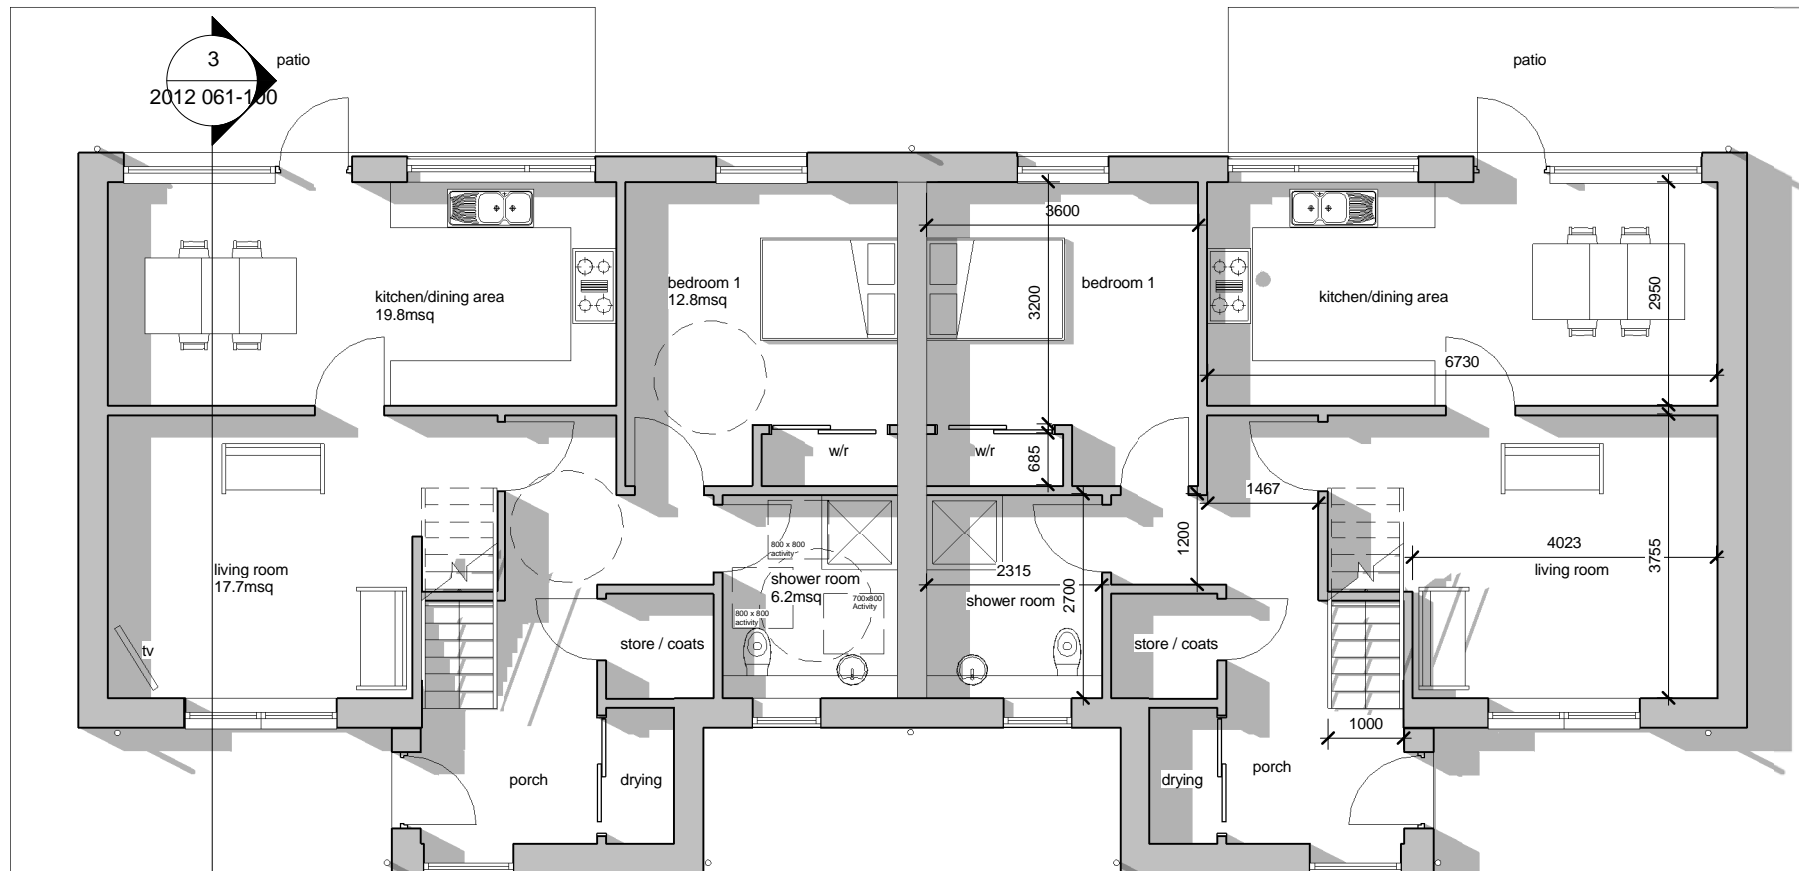 3
2012 061-100
patio
patio
3600
bedroom 1
12.8msq
bedroom 1
kitchen/dining area
19.8msq
kitchen/dining area
3200
2950
6730
w/r
w/r
685
1467
1200
800 x 800
activity
living room
17.7msq
shower room
6.2msq
2315
4023
living room
3755
2700
shower room
700x800
Activity
800 x 800
activity
tv
store / coats
store / coats
1000
porch
drying
drying
porch